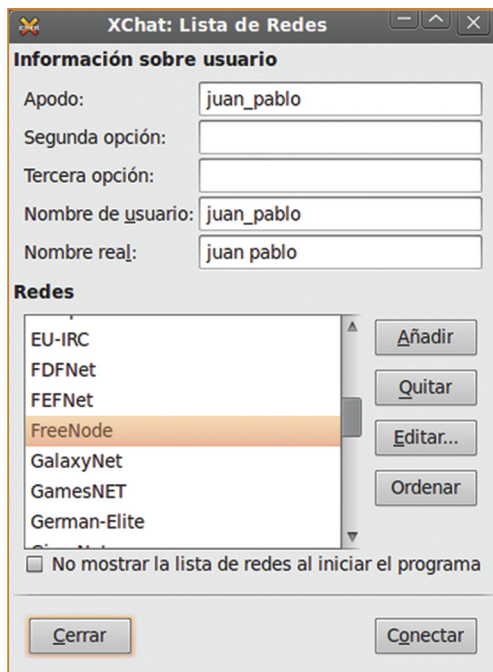 XChat: Lista de Redes
Información sobre usuario
Apodo: juan_pablo
Segunda opción:
Tercera opción:
Nombre de usuario: juan_pablo
Nombre real: juan pablo
Redes
EU-IRC
FDFNet
FEFNet
FreeNode
GalaxyNet
GamesNET
German-Elite
Añadir
Quitar
Editar...
Ordenar
No mostrar la lista de redes al iniciar el programa
Cerrar
Conectar